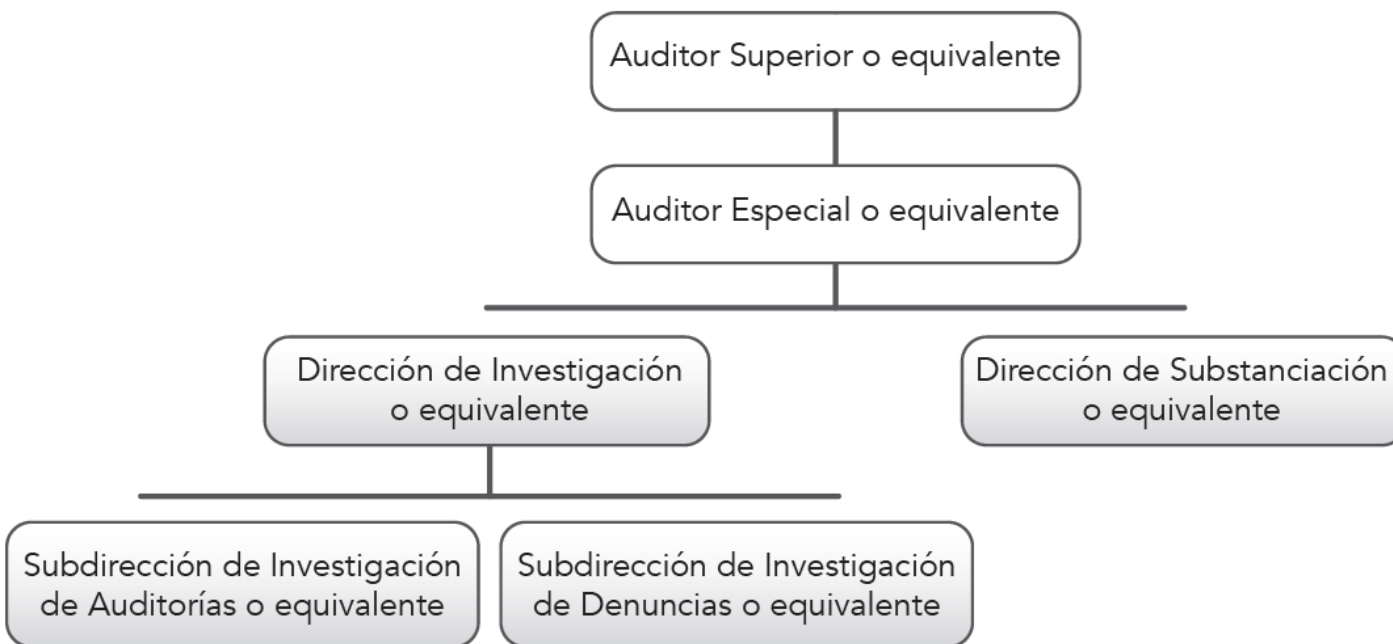 Auditor Superior o equivalente
Auditor Especial o equivalente
Dirección de Investigación
o equivalente
Dirección de Substanciación
o equivalente
Subdirección de Investigación
de Auditorías o equivalente
Subdirección de Investigación
de Denuncias o equivalente